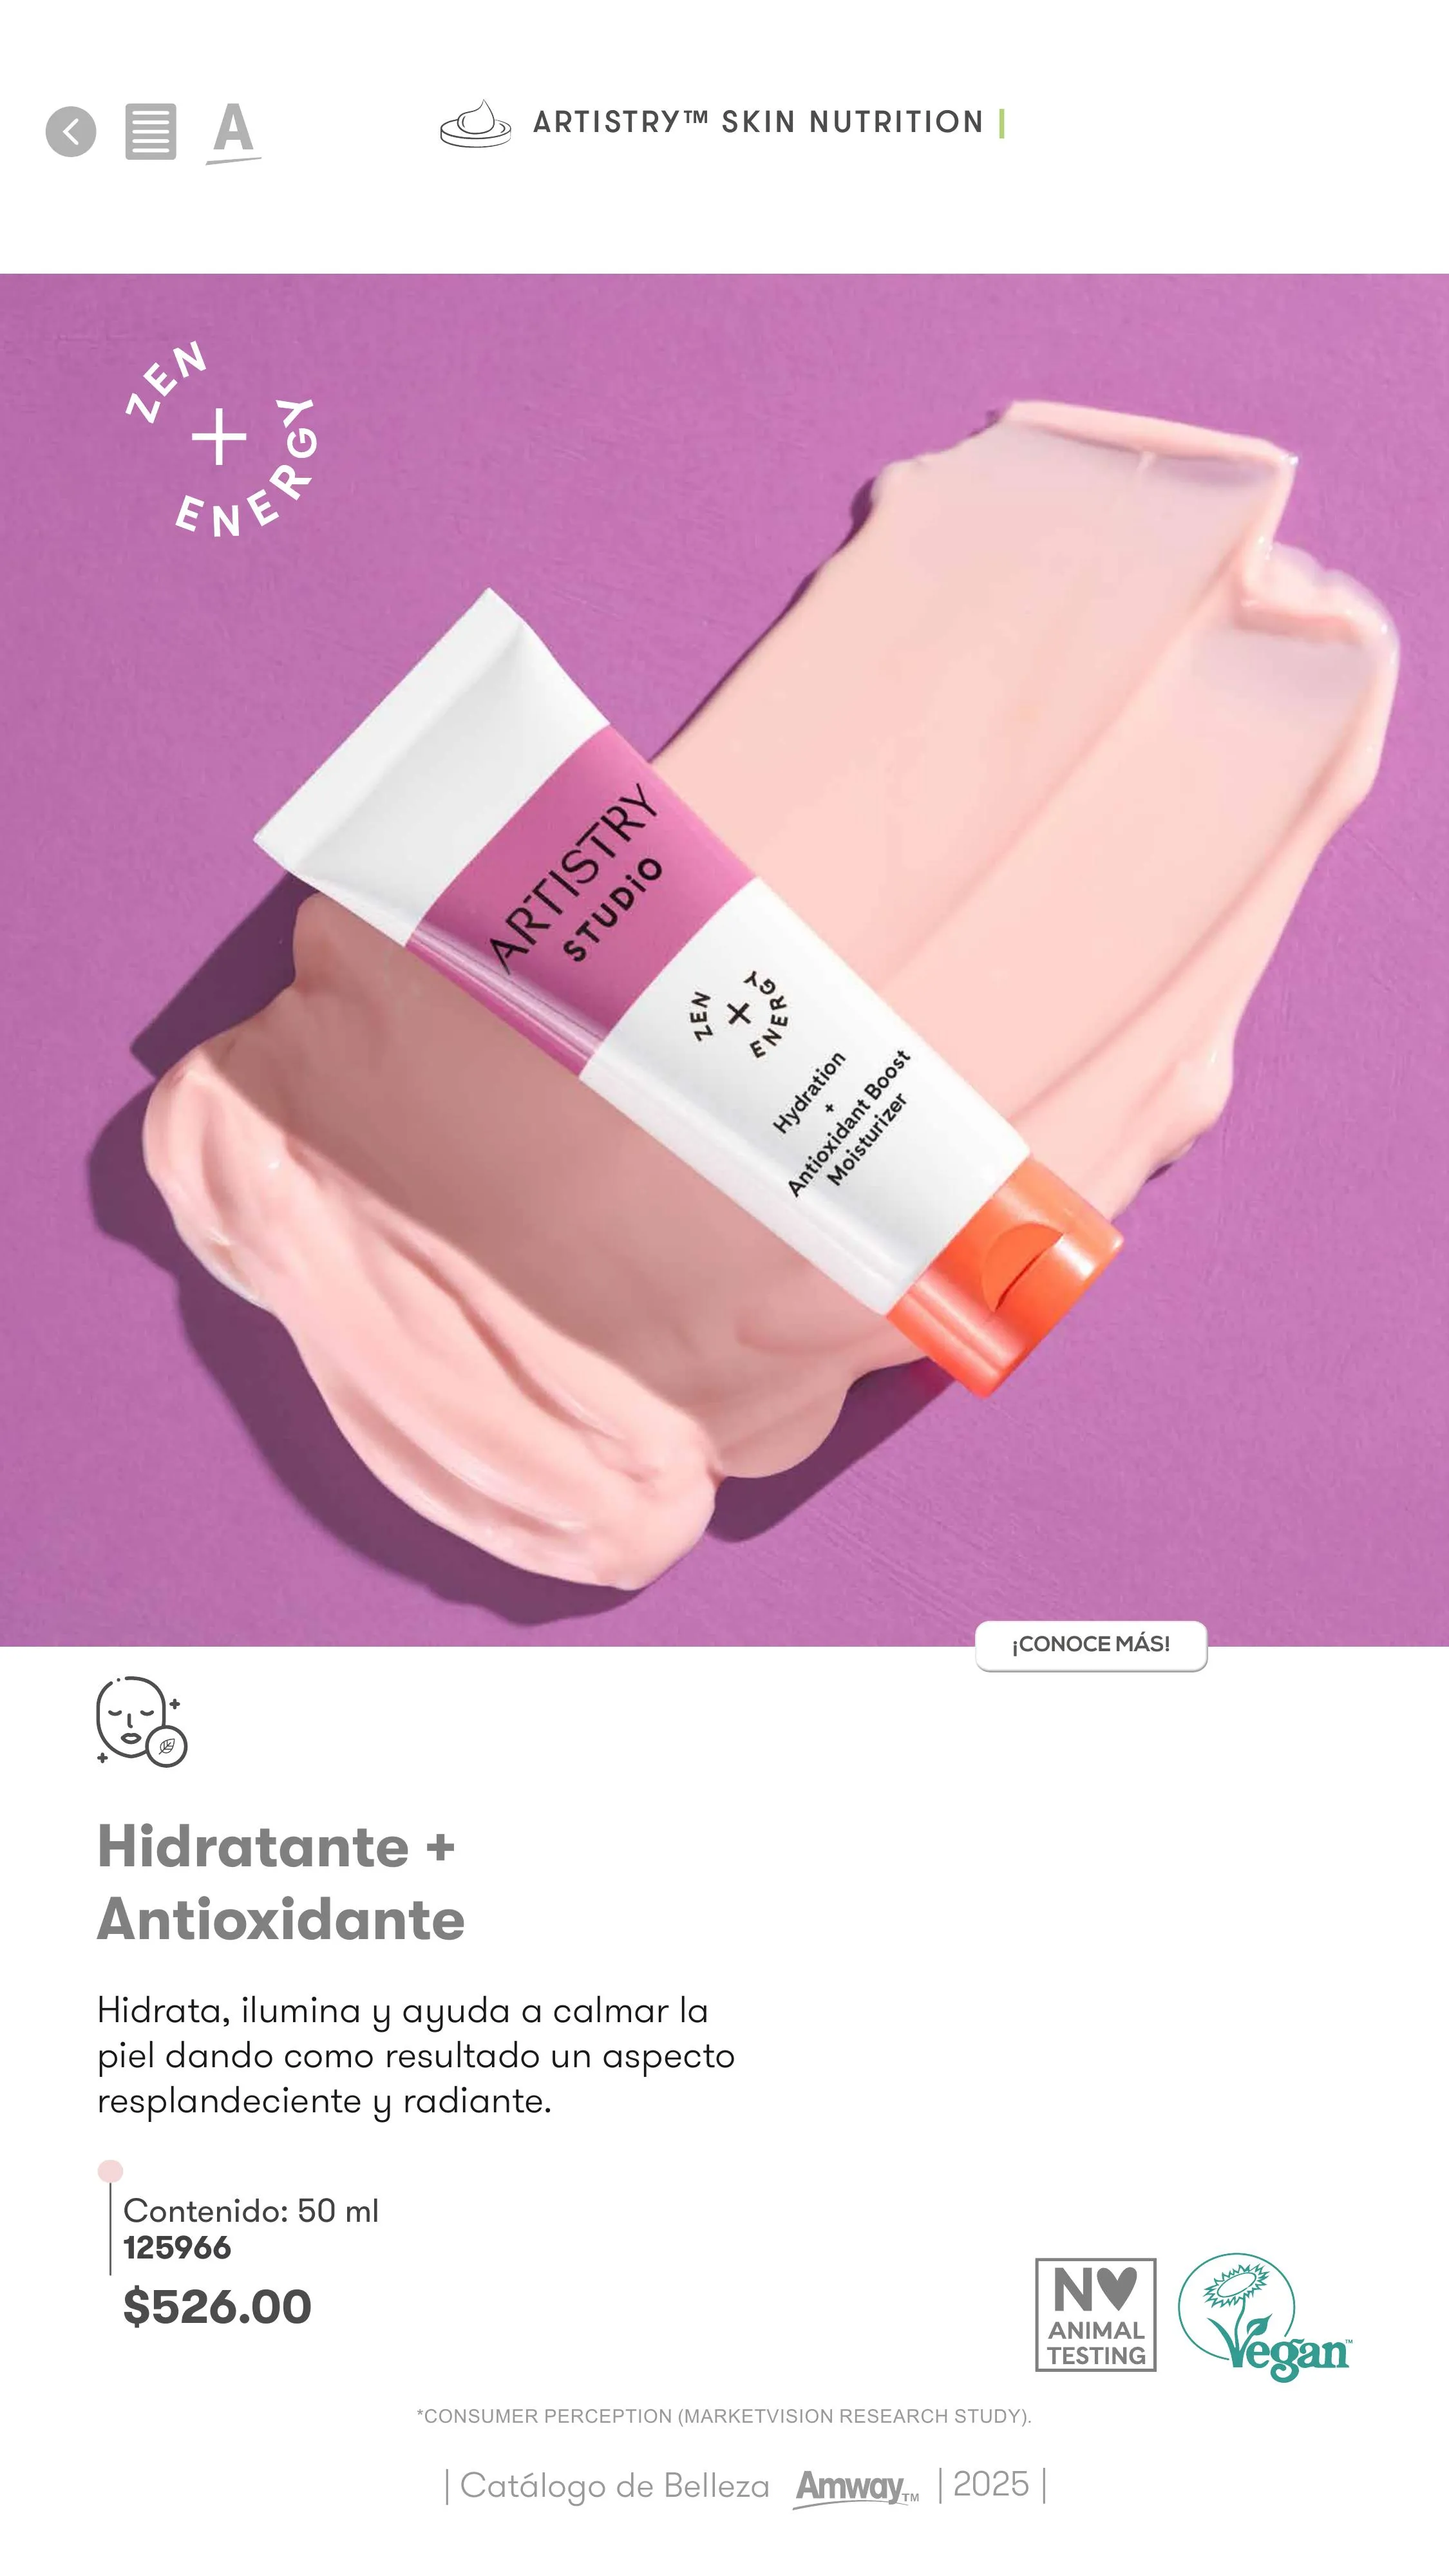 A
ARTISTRY™ SKIN NUTRITION
ZEN
+
ENERGY
ARTISTRY
STUDiO
ZEN
+
ENERGY
Hydration
+
Antioxidant Boost
Moisturizer
¡CONOCE MÁS!
Hidratante +
Antioxidante
Hidrata, ilumina y ayuda a calmar la
piel dando como resultado un aspecto
resplandeciente y radiante.
Contenido: 50 ml
125966
$526.00
NO
ANIMAL
TESTING
Vegan™
*CONSUMER PERCEPTION (MARKETVISION RESEARCH STUDY).
| Catálogo de Belleza Amway™ | 2025 |